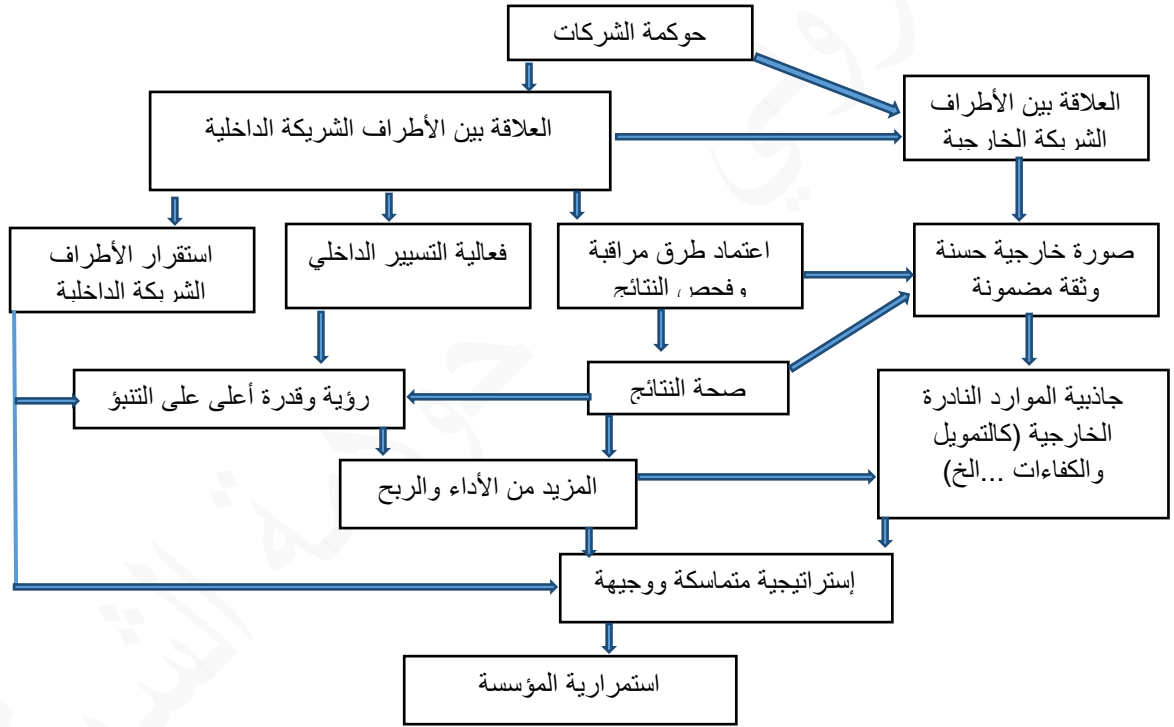 حوكمة الشركات
العلاقة بين الأطراف
الشريكة الخارجية
العلاقة بين الأطراف الشريكة الداخلية
صورة خارجية حسنة
وثقة مضمونة
اعتماد طرق مراقبة
وفحص النتائج
فعالية التسيير الداخلي
استقرار الأطراف
الشريكة الداخلية
جاذبية الموارد النادرة
الخارجية (كالتمويل
والكفاءات ...الخ)
صحة النتائج
رؤية وقدرة أعلى على التنبؤ
المزيد من الأداء والربح
إستراتيجية متماسكة ووجيهة
استمرارية المؤسسة